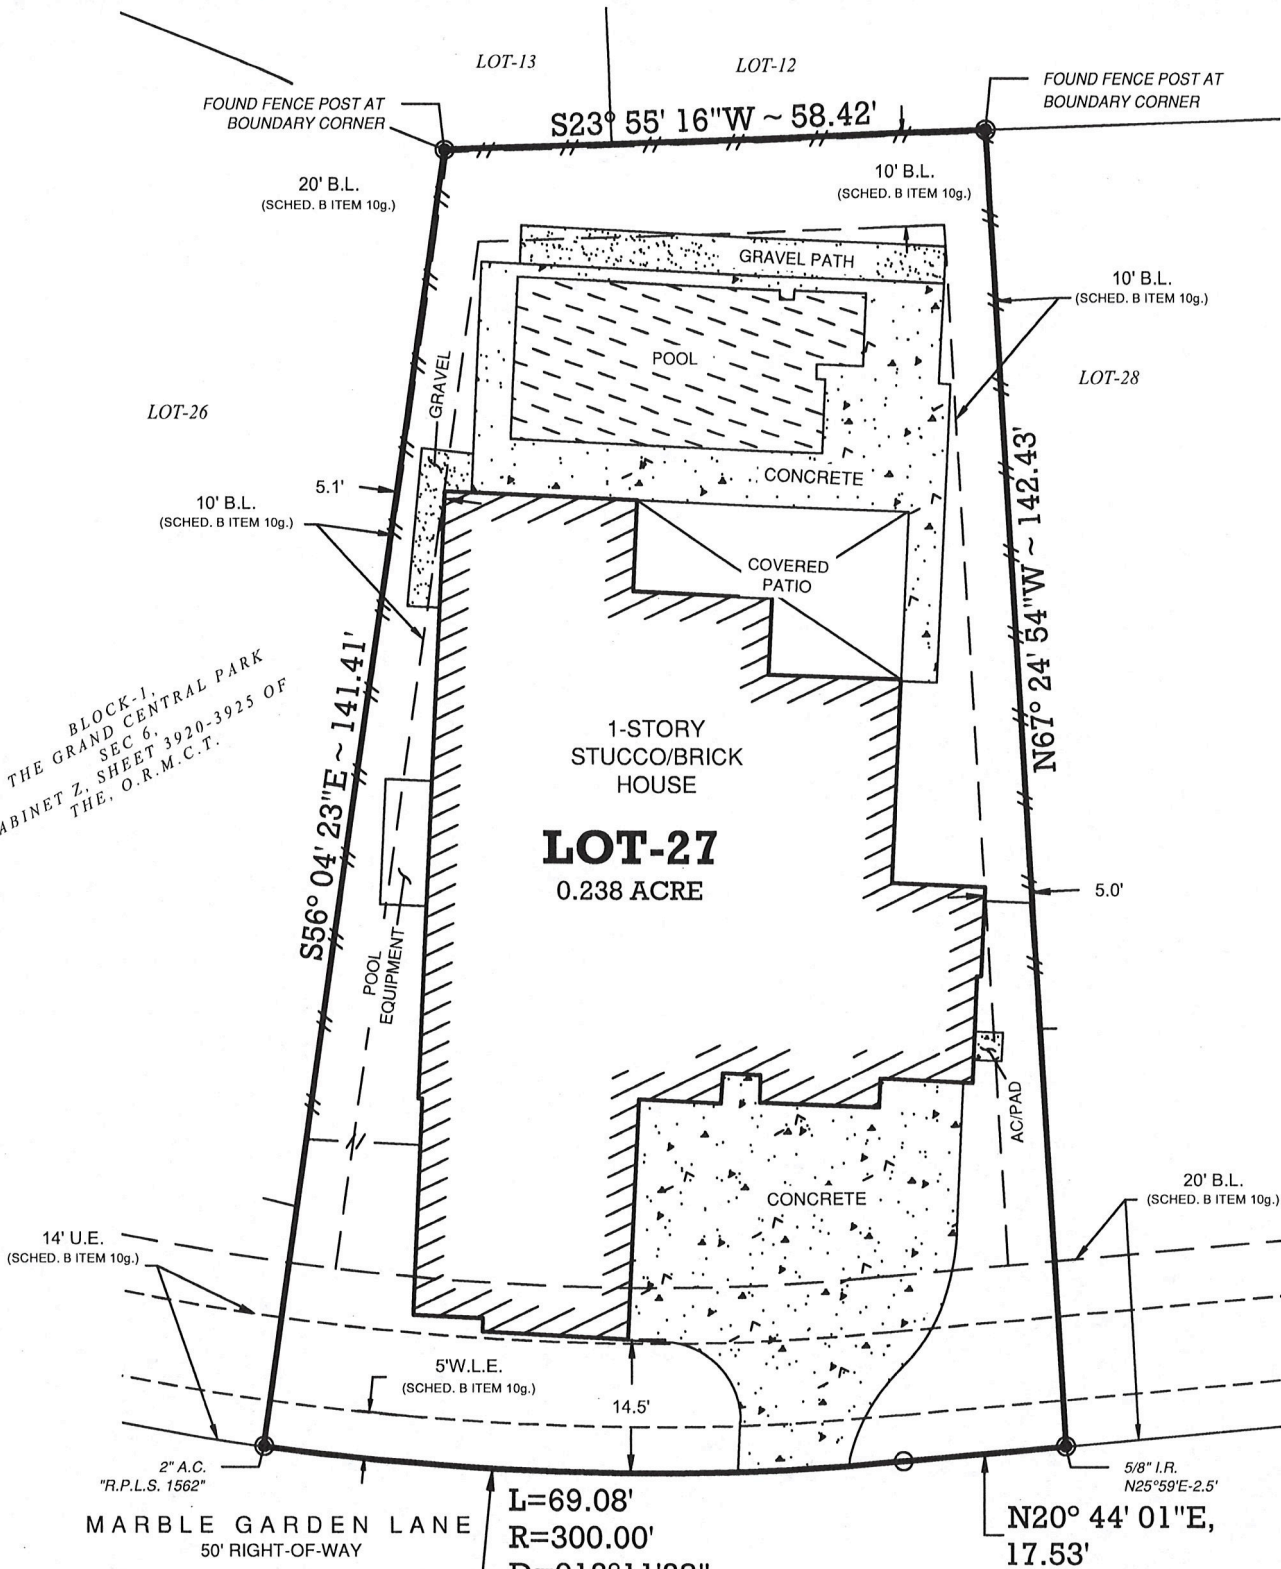 LOT-13
LOT-12
FOUND FENCE POST AT
BOUNDARY CORNER
S23° 55' 16"W ~ 58.42'
FOUND FENCE POST AT
BOUNDARY CORNER
20' B.L.
(SCHED. B ITEM 10g.)
10' B.L.
(SCHED. B ITEM 10g.)
GRAVEL PATH
10' B.L.
(SCHED. B ITEM 10g.)
POOL
GRAVEL
LOT-28
LOT-26
CONCRETE
5.1'
10' B.L.
(SCHED. B ITEM 10g.)
N67° 24' 54"W ~ 142.43'
COVERED
PATIO
S56° 04' 23"E ~ 141.41'
BLOCK-1,
THE GRAND CENTRAL PARK
SEC 6,
ABINET Z, SHEET 3920-3925 OF
THE, O.R.M.C.T.
1-STORY
STUCCO/BRICK
HOUSE
LOT-27
0.238 ACRE
5.0'
POOL
EQUIPMENT
AC/PAD
CONCRETE
20' B.L.
(SCHED. B ITEM 10g.)
14' U.E.
(SCHED. B ITEM 10g.)
5'W.L.E.
(SCHED. B ITEM 10g.)
14.5'
2" A.C.
"R.P.L.S. 1562"
5/8" I.R.
N25°59'E-2.5'
MARBLE GARDEN LANE
50' RIGHT-OF-WAY
L=69.08'
R=300.00'
N20° 44' 01"E,
17.53'